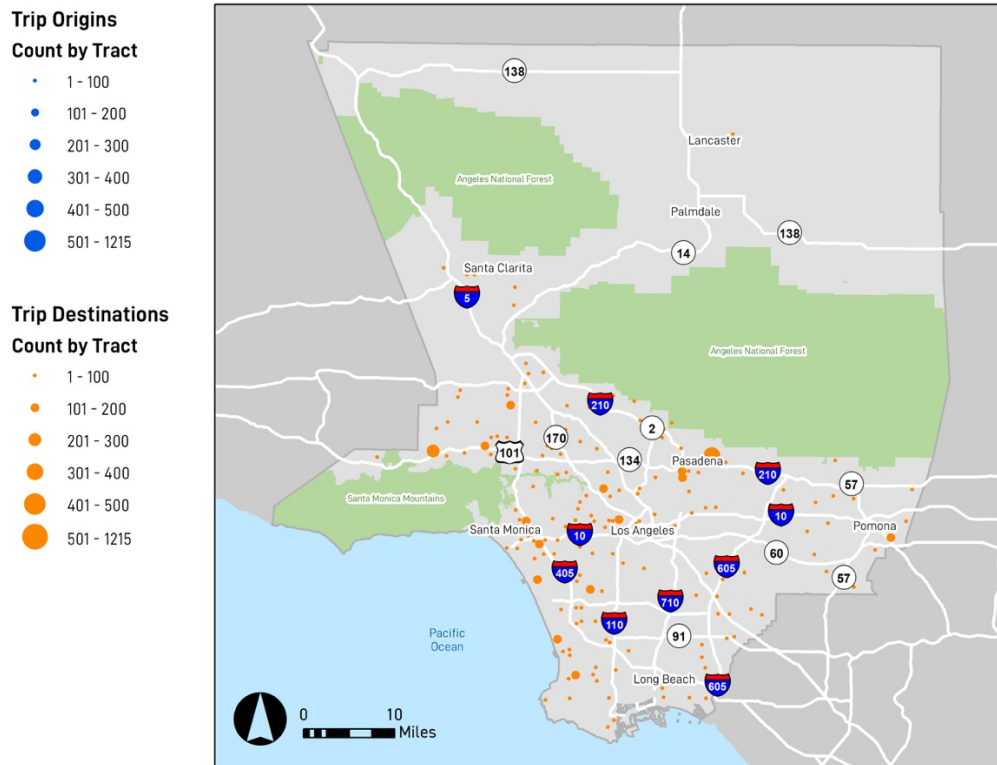 Trip Origins
Count by Tract
1 - 100
101 - 200
201 - 300
301 - 400
401 - 500
501 - 1215
Trip Destinations
Count by Tract
1 - 100
101 - 200
201 - 300
301 - 400
401 - 500
501 - 1215
138
Lancaster
Angeles National Forest
Palmdale
138
14
Santa Clarita
5
Angeles National Forest
210
2
170
101
134
Pasadena
210
57
Santa Monica Mountains
10
Santa Monica
Los Angeles
Pomona
10
60
405
605
57
710
110
91
Pacific
Ocean
Long Beach
605
0
10
Miles